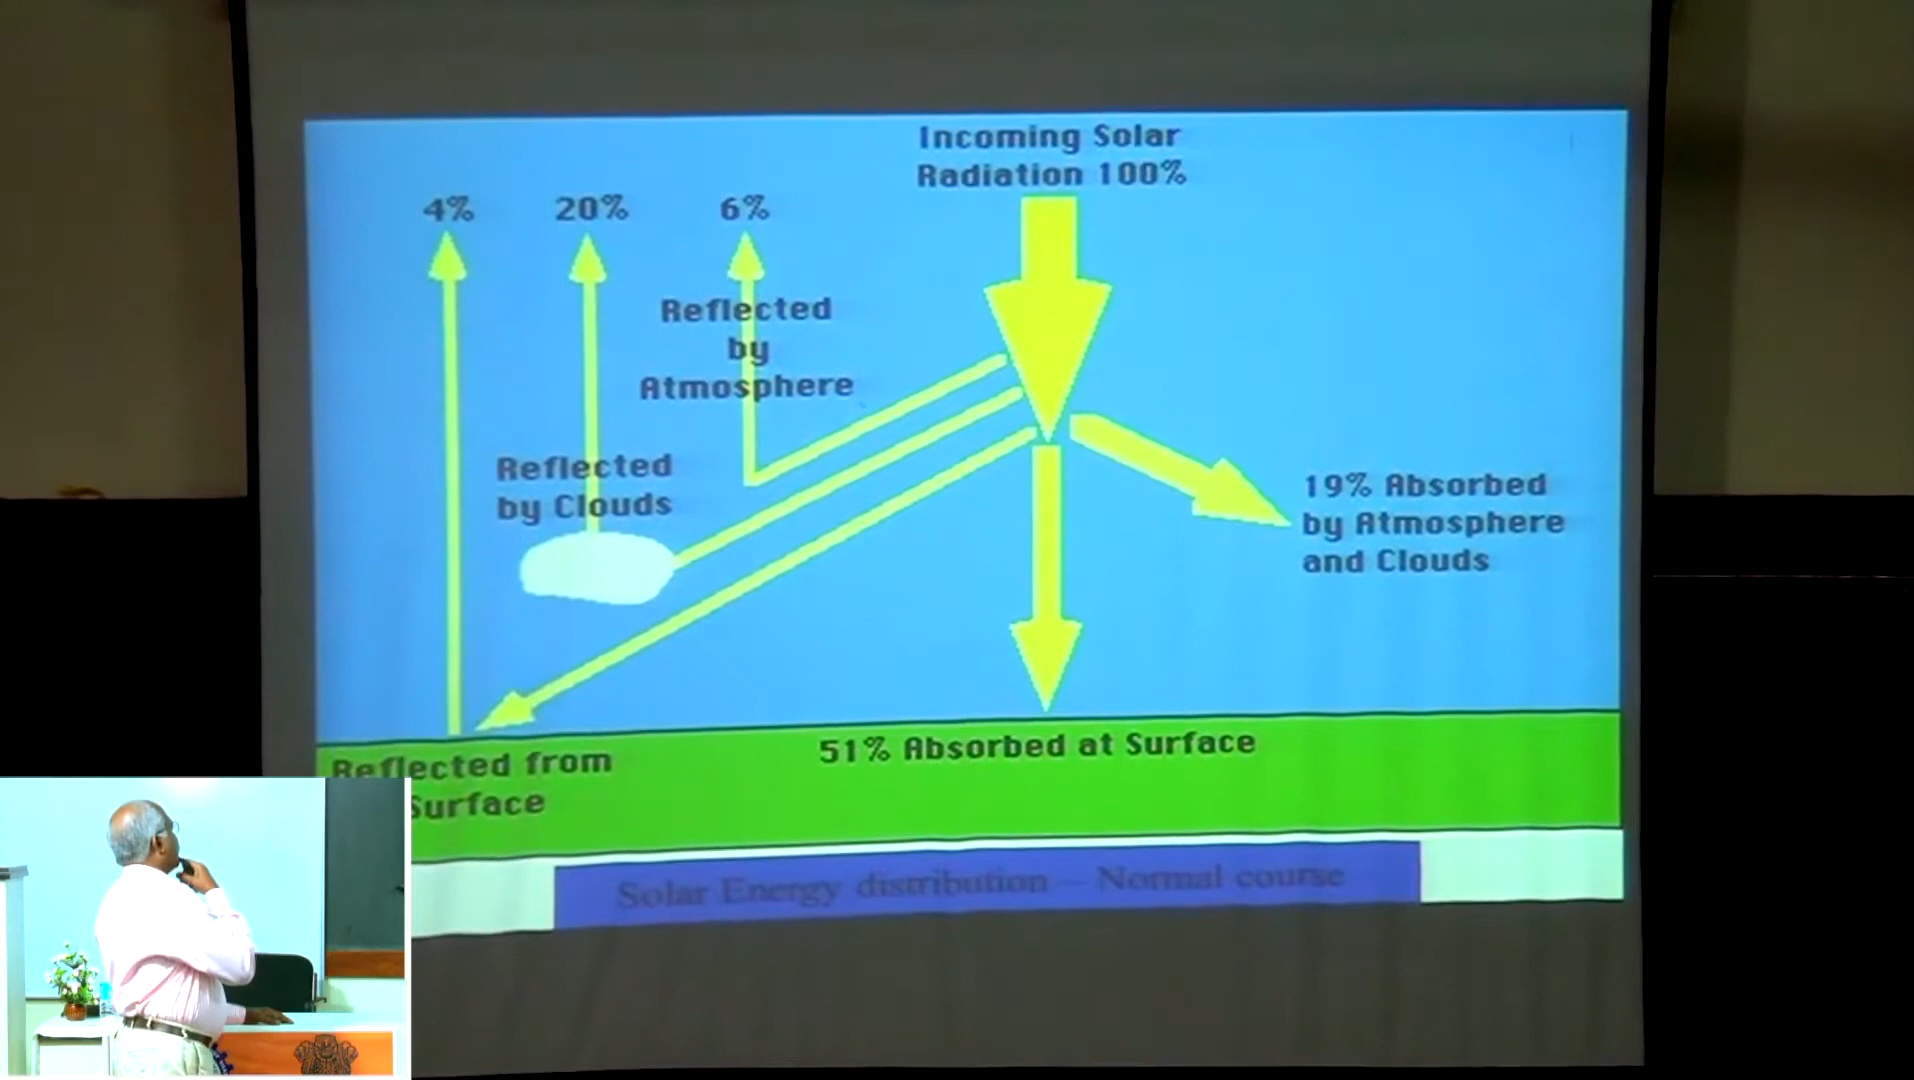 Incoming Solar
Radiation 100%
4%
20%
6%
Reflected
by
Atmosphere
Reflected
by Clouds
19% Absorbed
by Atmosphere
and Clouds
51% Absorbed at Surface
Reflected from
Surface
Solar Energy distribution – Normal course